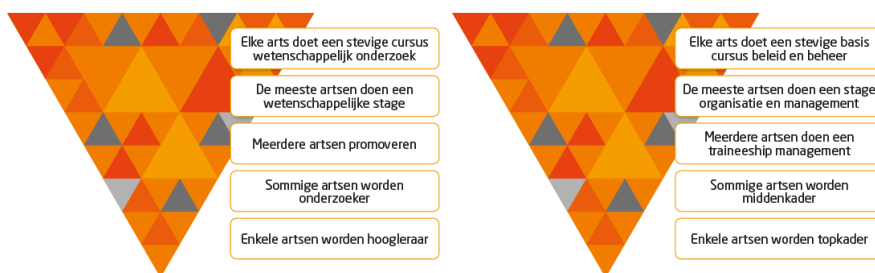 Elke arts doet een stevige cursus
wetenschappelijk onderzoek
De meeste artsen doen een
wetenschappelijke stage
Meerdere artsen promoveren
Sommige artsen worden
onderzoeker
Enkele artsen worden hoogleraar
Elke arts doet een stevige basis
cursus beleid en beheer
De meeste artsen doen een stage
organisatie en management
Meerdere artsen doen een
traineeship management
Sommige artsen worden
middenkader
Enkele artsen worden topkader